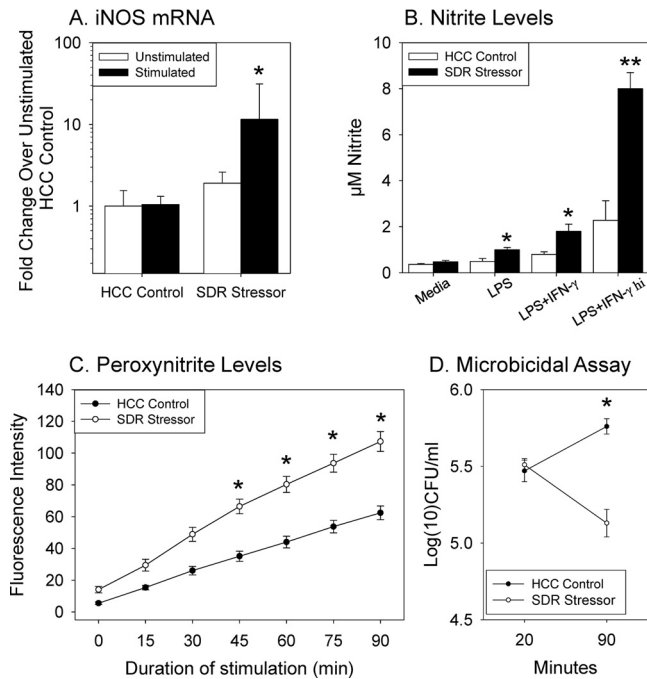 A. iNOS mRNA
Fold Change Over Unstimulated
HCC Control
100
10
1
Unstimulated
Stimulated
*
HCC Control
SDR Stressor
B. Nitrite Levels
µM Nitrite
10
8
6
4
2
0
HCC Control
SDR Stressor
*
*
**
Media
LPS
LPS+IFN-γ
LPS+IFN-γ hi
C. Peroxynitrite Levels
Fluorescence Intensity
140
120
100
80
60
40
20
0
HCC Control
SDR Stressor
*
*
*
*
0 15 30 45 60 75 90
Duration of stimulation (min)
D. Microbicidal Assay
Log(10)CFU/ml
6.0
5.5
5.0
4.5
*
HCC Control
SDR Stressor
20 90
Minutes